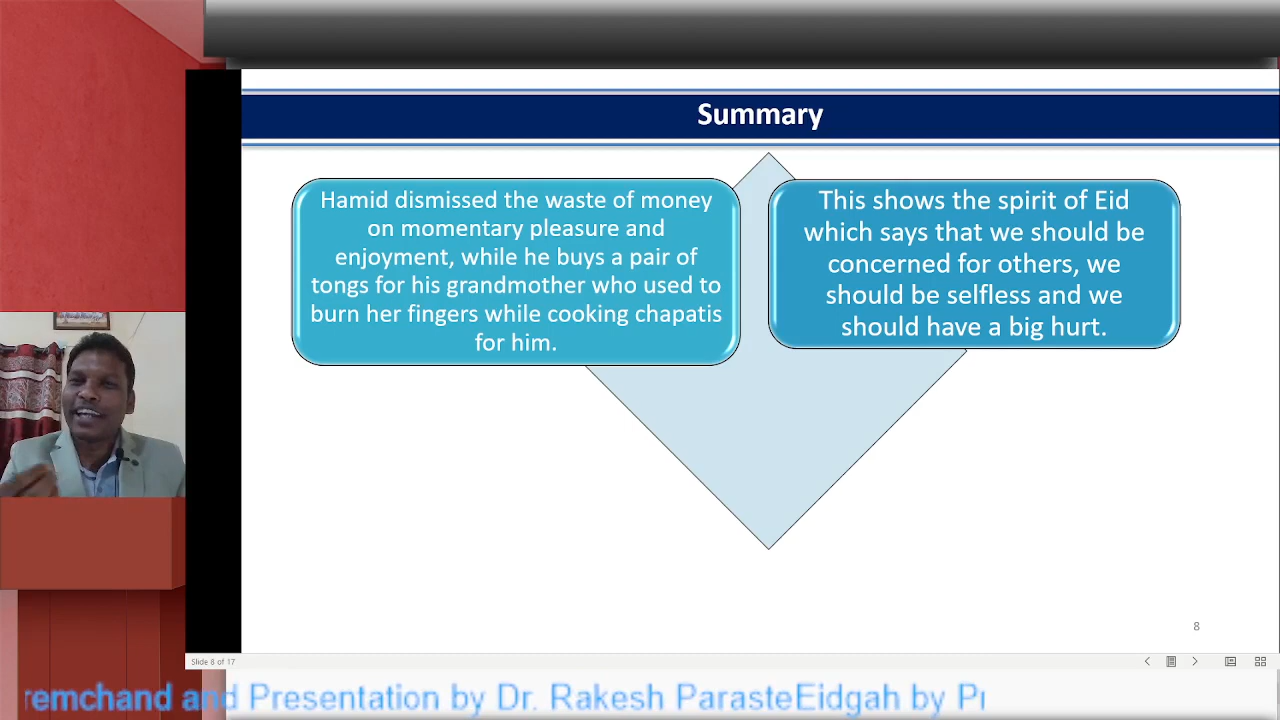 Summary
Hamid dismissed the waste of money
on momentary pleasure and
enjoyment, while he buys a pair of
tongs for his grandmother who used to
burn her fingers while cooking chapatis
for him.
This shows the spirit of Eid
which says that we should be
concerned for others, we
should be selfless and we
should have a big hurt.
8
Slide 8 of 17
remchand and Presentation by Dr. Rakesh ParasteEidgah by Pr